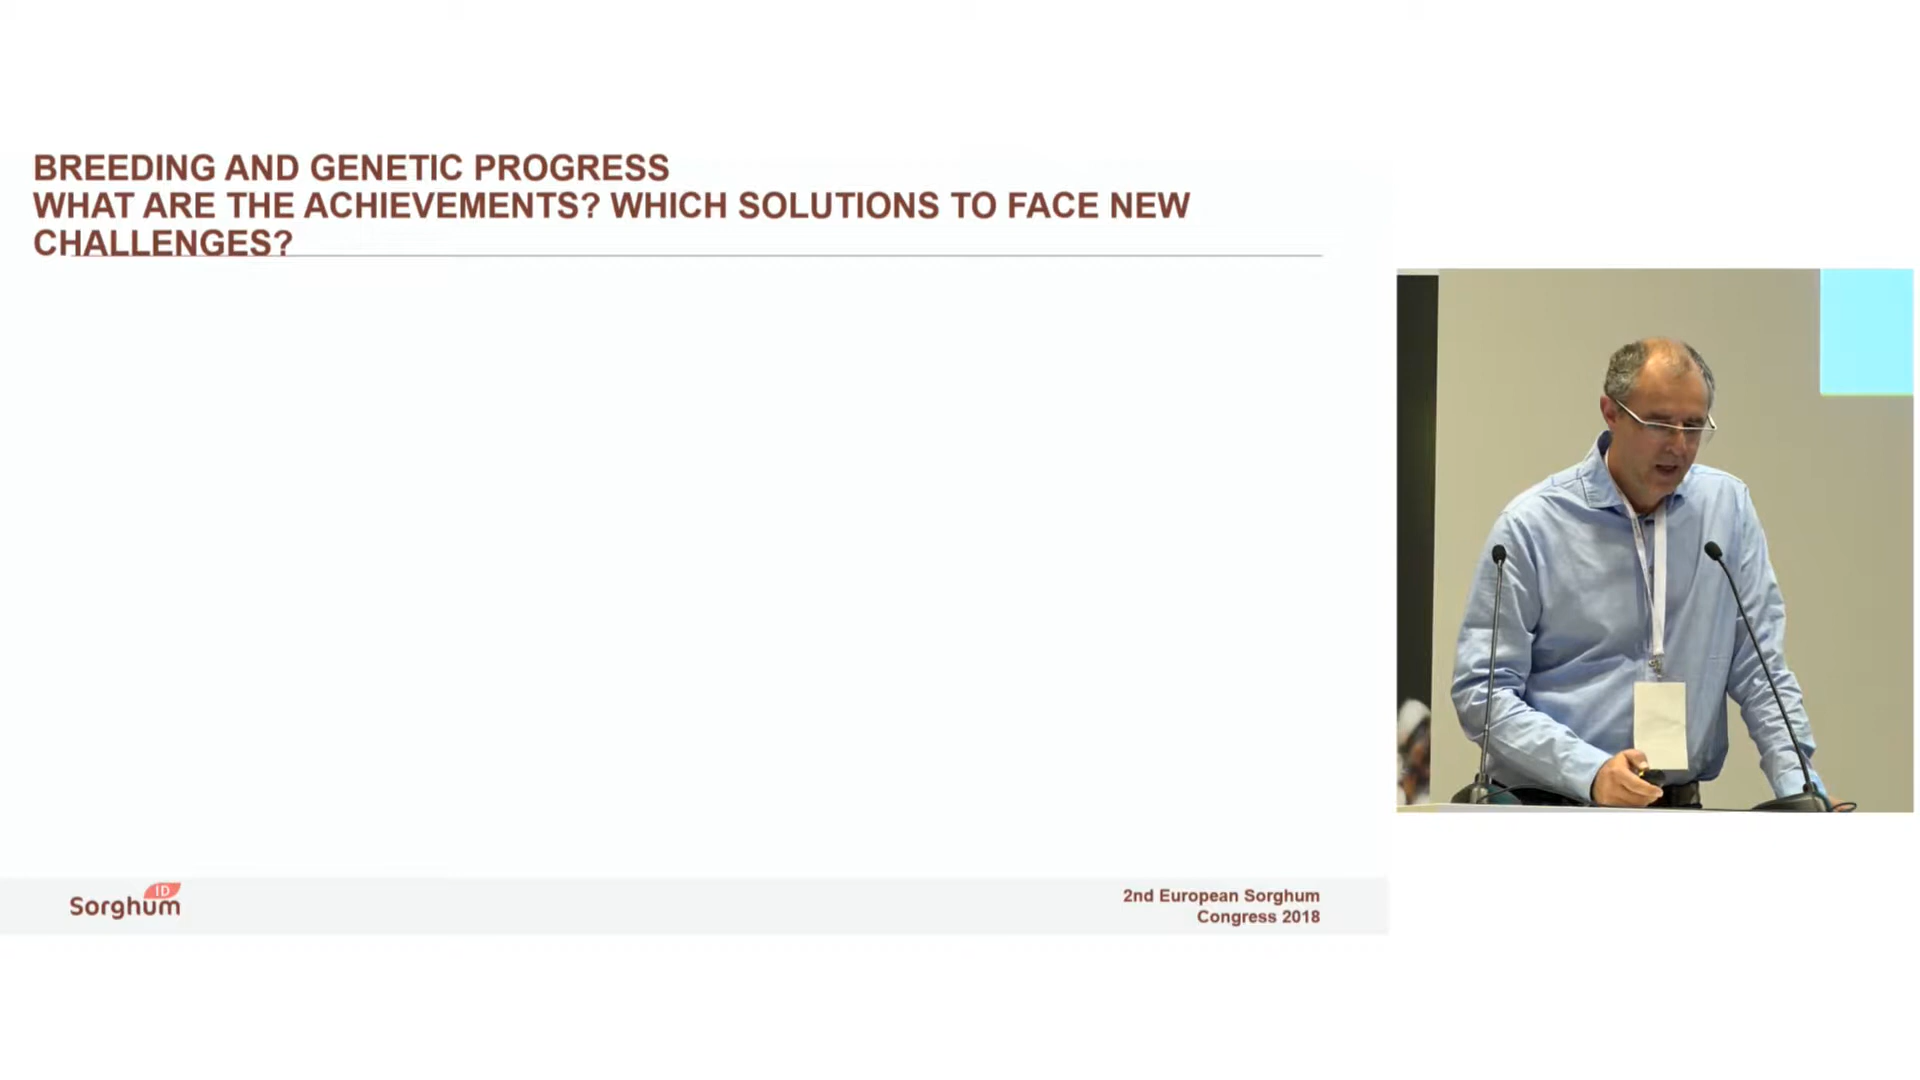 BREEDING AND GENETIC PROGRESS
WHAT ARE THE ACHIEVEMENTS? WHICH SOLUTIONS TO FACE NEW
CHALLENGES?
ID
Sorghum
2nd European Sorghum
Congress 2018